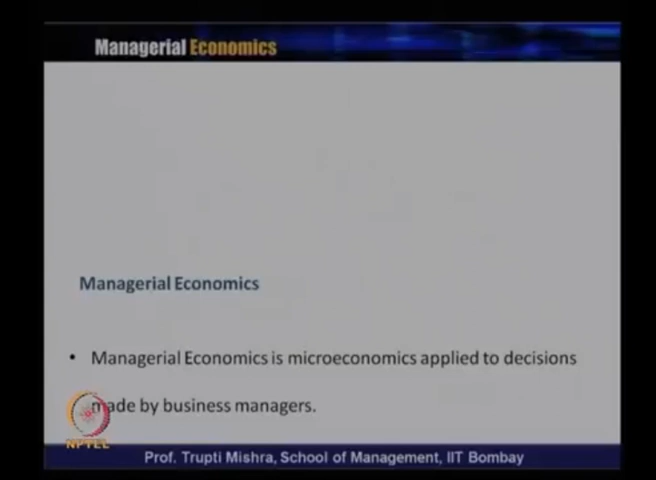 Managerial Economics
Managerial Economics
• Managerial Economics is microeconomics applied to decisions
made by business managers.
NPTEL
Prof. Trupti Mishra, School of Management, IIT Bombay